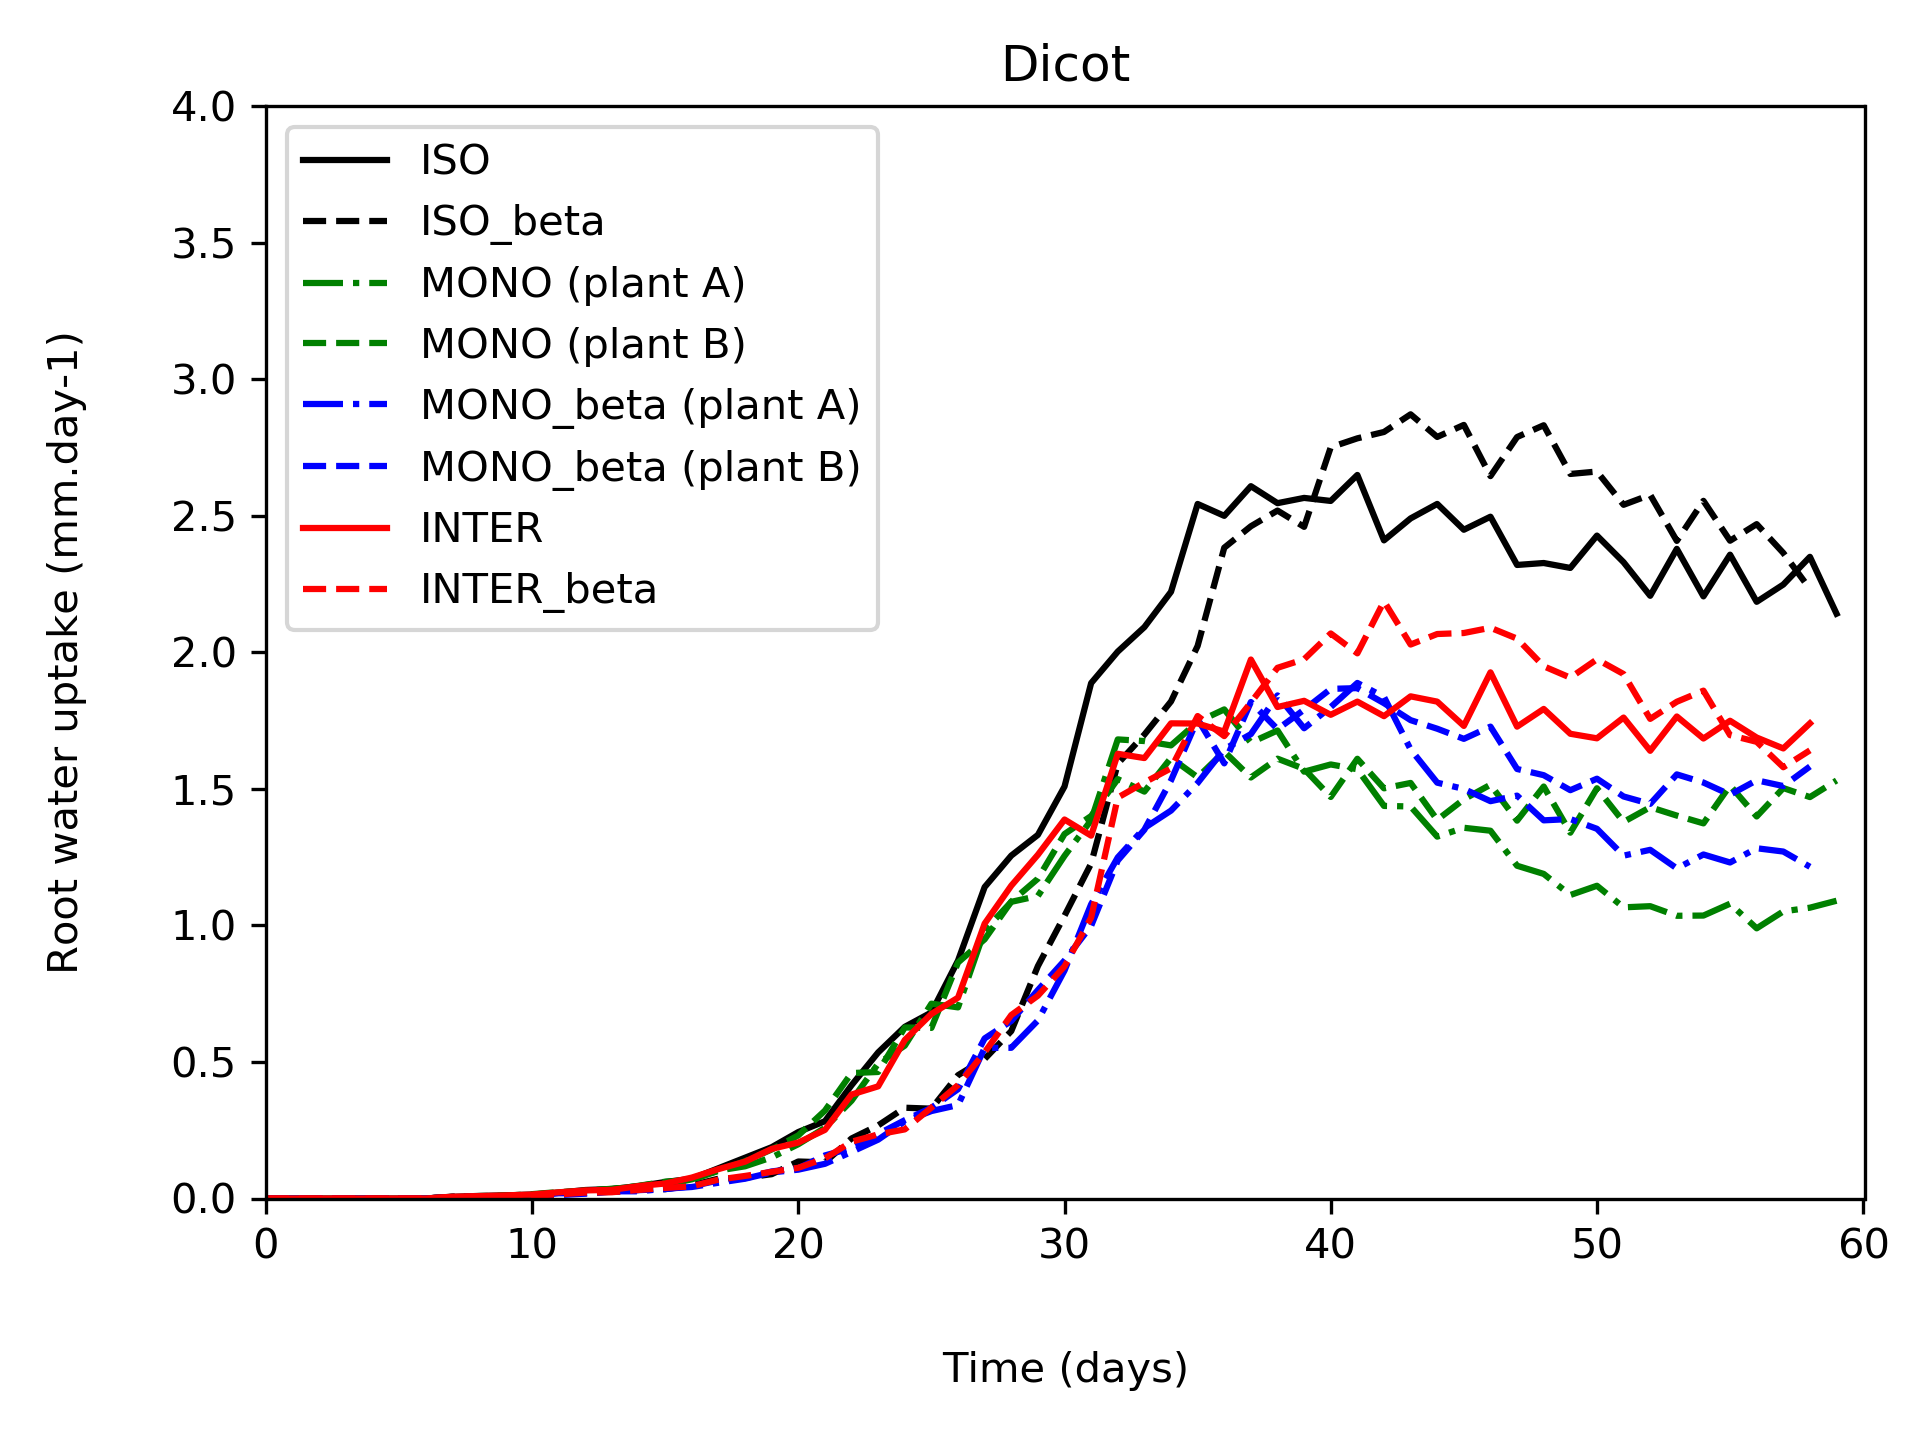 Dicot
4.0
3.5
3.0
2.5
2.0
1.5
1.0
0.5
0.0
Root water uptake (mm.day-1)
ISO
ISO_beta
MONO (plant A)
MONO (plant B)
MONO_beta (plant A)
MONO_beta (plant B)
INTER
INTER_beta
0 10 20 30 40 50 60
Time (days)